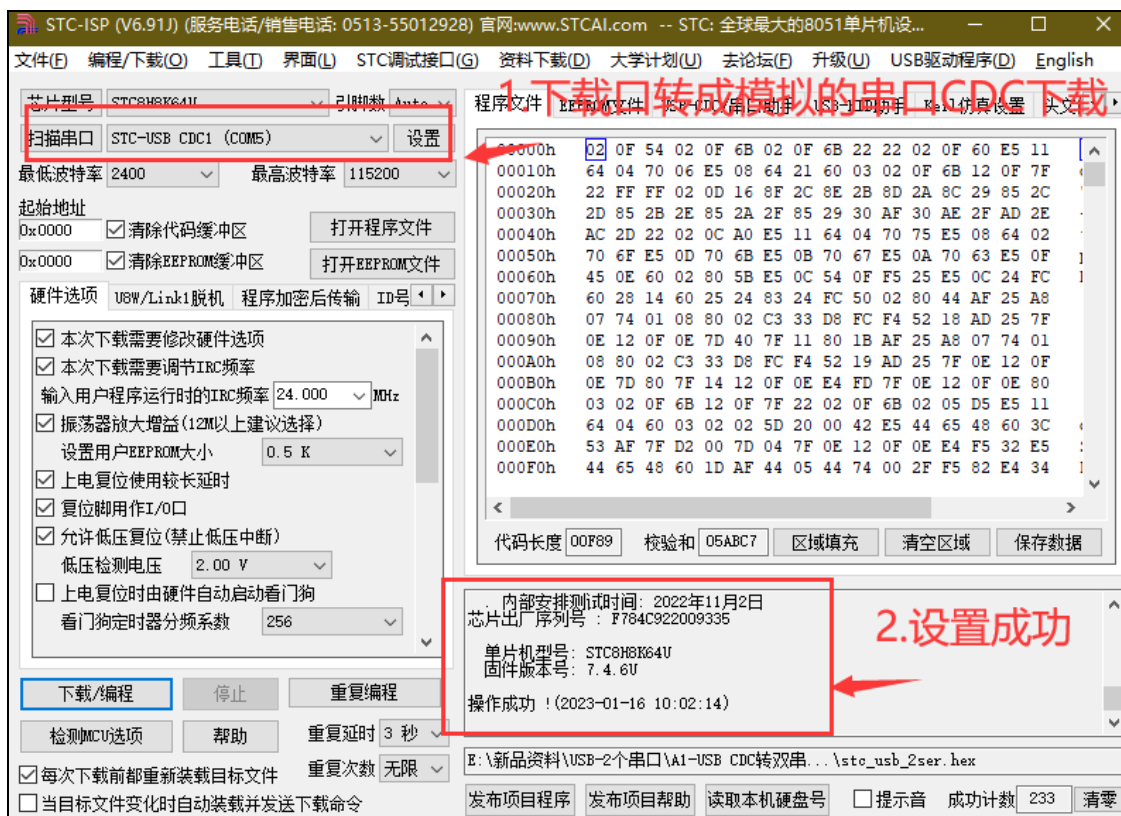 STC-ISP (V6.91J) (服务电话/销售电话: 0513-55012928) 官网:www.STCAI.com -- STC: 全球最大的8051单片机设...
文件(F) 编程/下载(O) 工具(T) 界面(L) STC调试接口(G) 资料下载(D) 大学计划(U) 去论坛(F) 升级(U) USB驱动程序(D) English
1.下载口转成模拟的串口CDC下载
芯片型号 STC8H8K64U 引脚数 Auto
程序文件 EEPROM文件 USB-CDC/串口助手 USB-HID助手 Keil仿真设置 头文
扫描串口 STC-USB CDC1 (COM5) 设置
最低波特率 2400 最高波特率 115200
起始地址
0x0000 清除代码缓冲区 打开程序文件
0x0000 清除EEPROM缓冲区 打开EEPROM文件
硬件选项 U8W/Link1脱机 程序加密后传输 ID号
本次下载需要修改硬件选项
本次下载需要调节IRC频率
输入用户程序运行时的IRC频率 24.000 MHz
振荡器放大增益(12M以上建议选择)
设置用户EEPROM大小 0.5 K
上电复位使用较长延时
复位脚用作I/O口
允许低压复位(禁止低压中断)
低压检测电压 2.00 V
上电复位时由硬件自动启动看门狗
看门狗定时器分频系数 256
00000h 02 0F 54 02 0F 6B 02 0F 6B 22 22 02 0F 60 E5 11
00010h 64 04 70 06 E5 08 64 21 60 03 02 0F 6B 12 0F 7F
00020h 22 FF FF 02 0D 16 8F 2C 8E 2B 8D 2A 8C 29 85 2C
00030h 2D 85 2B 2E 85 2A 2F 85 29 30 AF 30 AE 2F AD 2E
00040h AC 2D 22 02 0C A0 E5 11 64 04 70 75 E5 08 64 02
00050h 70 6F E5 0D 70 6B E5 0B 70 67 E5 0A 70 63 E5 0F
00060h 45 0E 60 02 80 5B E5 0C 54 0F F5 25 E5 0C 24 FC
00070h 60 28 14 60 25 24 83 24 FC 50 02 80 44 AF 25 A8
00080h 07 74 01 08 80 02 C3 33 D8 FC F4 52 18 AD 25 7F
00090h 0E 12 0F 0E 7D 40 7F 11 80 1B AF 25 A8 07 74 01
000A0h 08 80 02 C3 33 D8 FC F4 52 19 AD 25 7F 0E 12 0F
000B0h 0E 7D 80 7F 14 12 0F 0E E4 FD 7F 0E 12 0F 0E 80
000C0h 03 02 0F 6B 12 0F 7F 22 02 0F 6B 02 05 D5 E5 11
000D0h 64 04 60 03 02 02 5D 20 00 42 E5 44 65 48 60 3C
000E0h 53 AF 7F D2 00 7D 04 7F 0E 12 0F 0E E4 F5 32 E5
000F0h 44 65 48 60 1D AF 44 05 44 74 00 2F F5 82 E4 34
代码长度 00F89 校验和 05ABC7 区域填充 清空区域 保存数据
. 内部安排测试时间: 2022年11月2日
芯片出厂序列号 : F784C922009335
单片机型号: STC8H8K64U
固件版本号: 7.4.6U
操作成功 !(2023-01-16 10:02:14)
2.设置成功
下载/编程 停止 重复编程
检测MCU选项 帮助 重复延时 3 秒
每次下载前都重新装载目标文件 重复次数 无限
当目标文件变化时自动装载并发送下载命令
E:\新品资料\USB-2个串口\A1-USB CDC转双串...\stc_usb_2ser.hex
发布项目程序 发布项目帮助 读取本机硬盘号 提示音 成功计数 233 清零